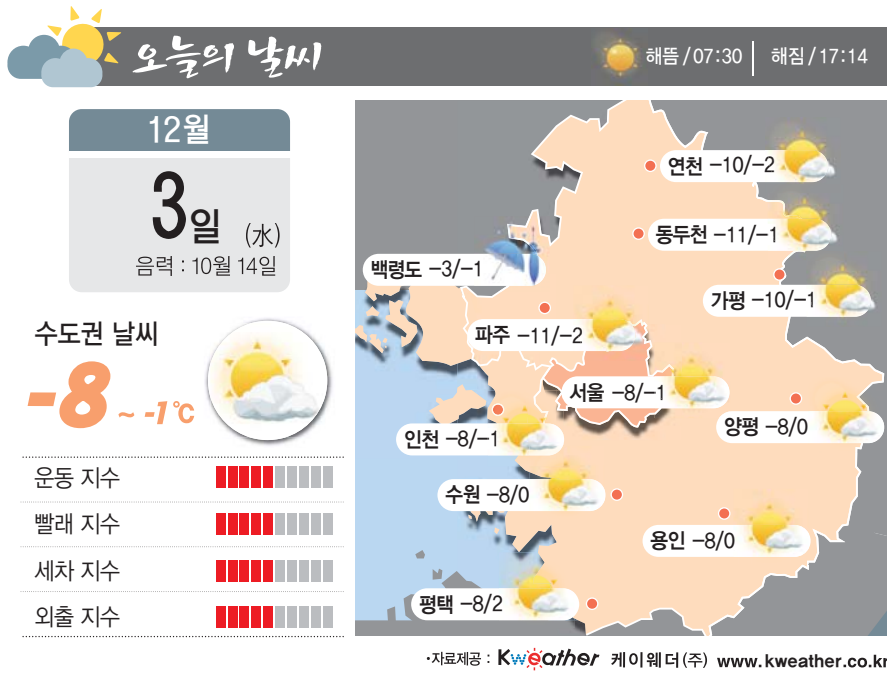 오늘의 날씨
해뜸 / 07:30 해짐 / 17:14
12월
3일 (水)
음력 : 10월 14일
수도권 날씨
-8 ~ -1℃
운동 지수
빨래 지수
세차 지수
외출 지수
연천 -10/-2
동두천 -11/-1
백령도 -3/-1
가평 -10/-1
파주 -11/-2
서울 -8/-1
양평 -8/0
인천 -8/-1
수원 -8/0
용인 -8/0
평택 -8/2
·자료제공 : Kweather 케이웨더(주) www.kweather.co.kr